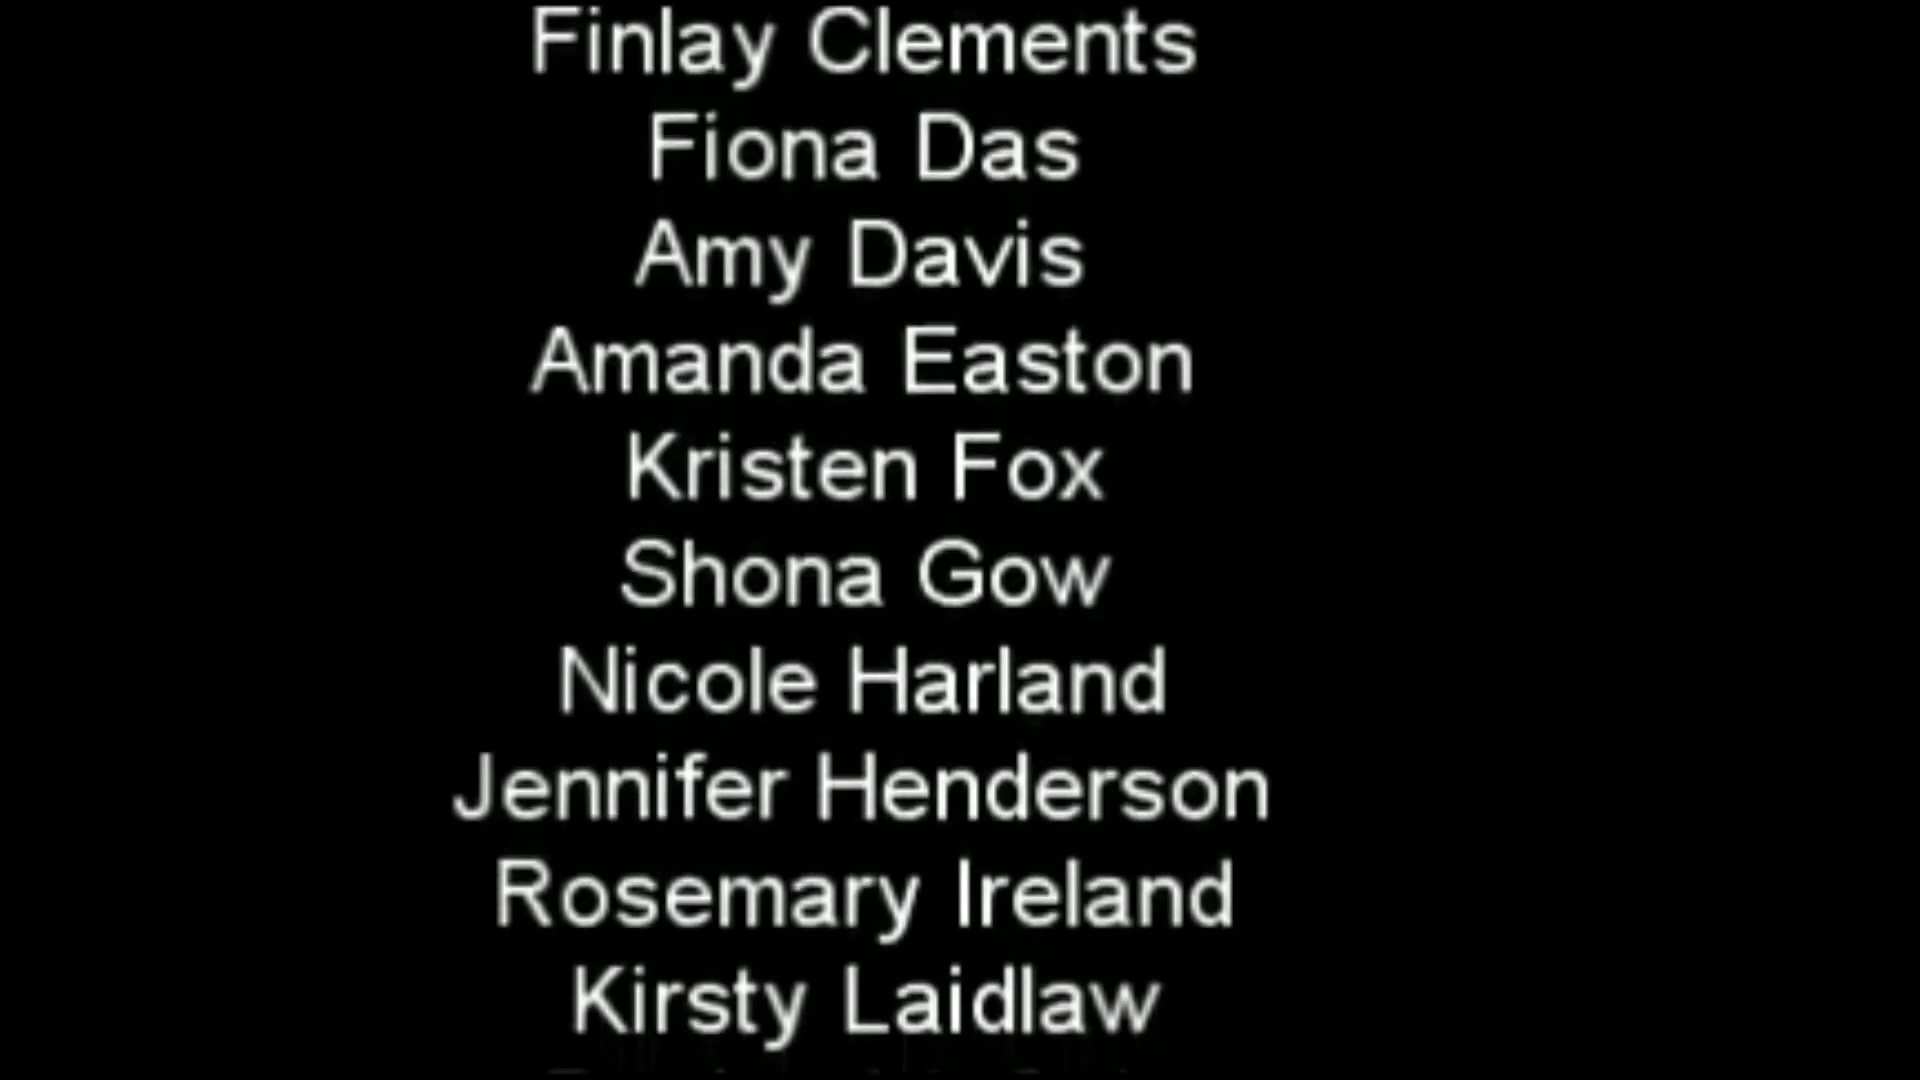 Finlay Clements
Fiona Das
Amy Davis
Amanda Easton
Kristen Fox
Shona Gow
Nicole Harland
Jennifer Henderson
Rosemary Ireland
Kirsty Laidlaw